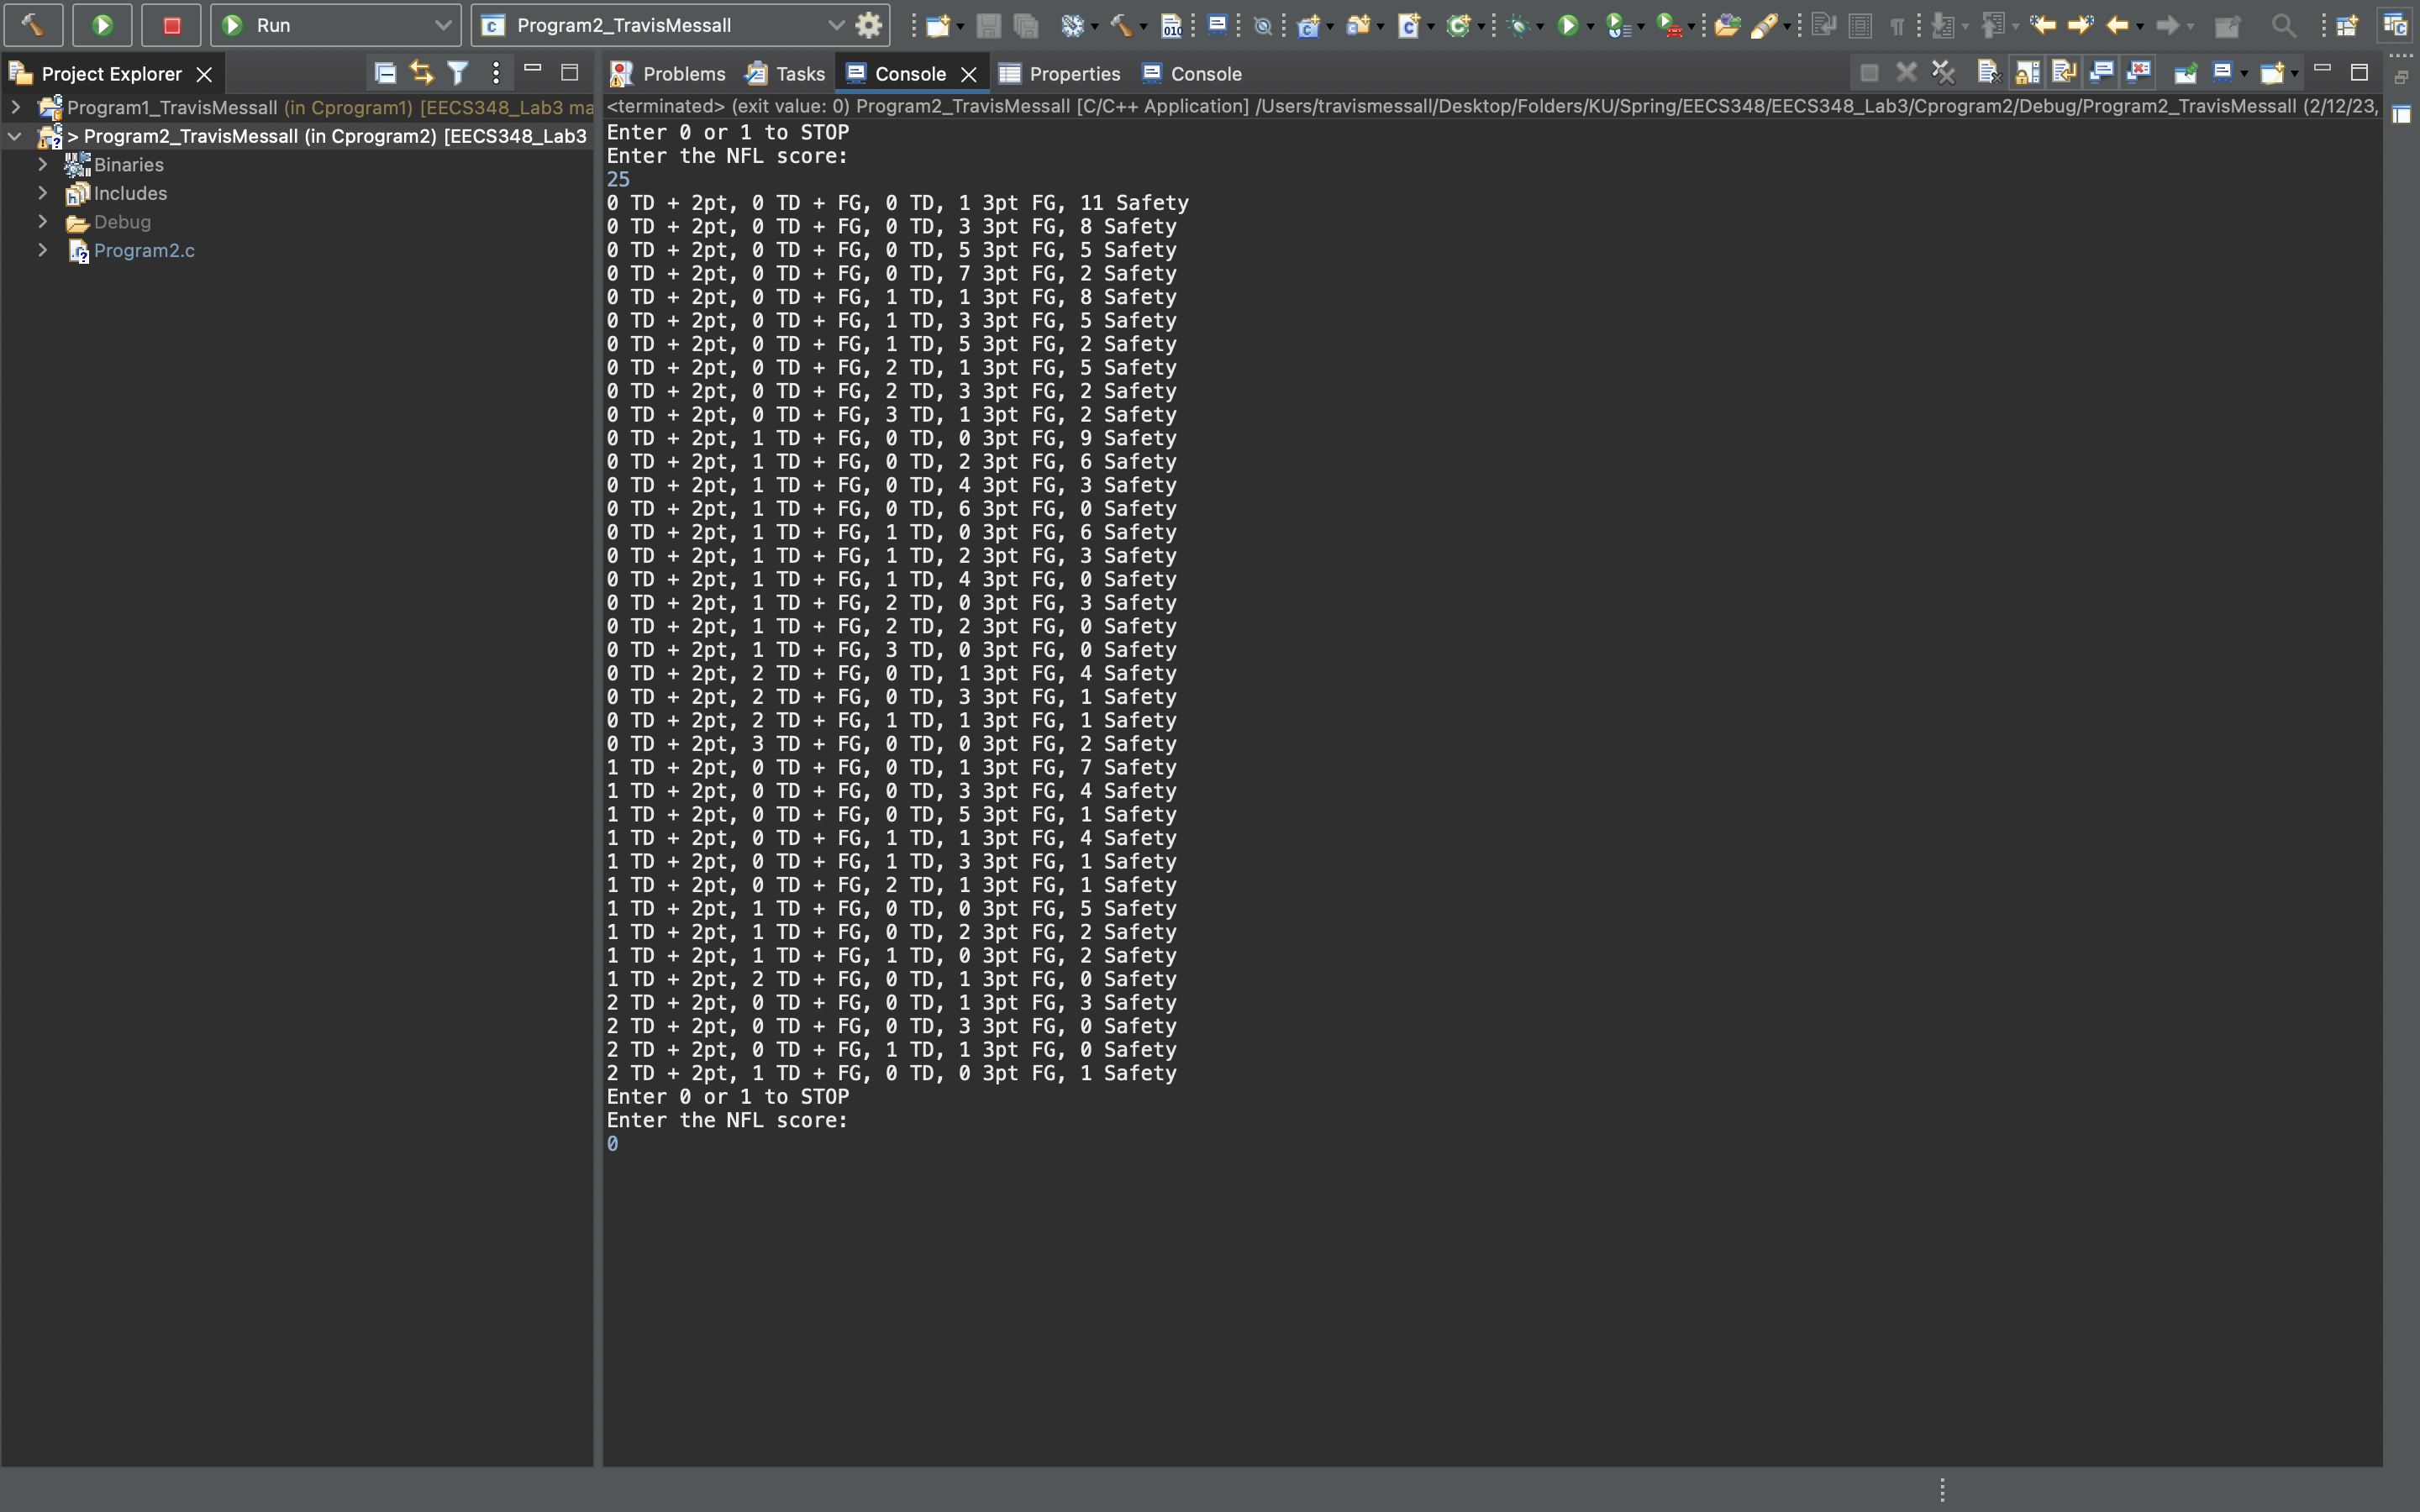 Run
Program2_TravisMessall
Project Explorer
Problems
Tasks
Console
Properties
Console
Program1_TravisMessall (in Cprogram1) [EECS348_Lab3 ma
> Program2_TravisMessall (in Cprogram2) [EECS348_Lab3
Binaries
Includes
Debug
Program2.c
<terminated> (exit value: 0) Program2_TravisMessall [C/C++ Application] /Users/travismessall/Desktop/Folders/KU/Spring/EECS348/EECS348_Lab3/Cprogram2/Debug/Program2_TravisMessall (2/12/23,
Enter 0 or 1 to STOP
Enter the NFL score:
25
0 TD + 2pt, 0 TD + FG, 0 TD, 1 3pt FG, 11 Safety
0 TD + 2pt, 0 TD + FG, 0 TD, 3 3pt FG, 8 Safety
0 TD + 2pt, 0 TD + FG, 0 TD, 5 3pt FG, 5 Safety
0 TD + 2pt, 0 TD + FG, 0 TD, 7 3pt FG, 2 Safety
0 TD + 2pt, 0 TD + FG, 1 TD, 1 3pt FG, 8 Safety
0 TD + 2pt, 0 TD + FG, 1 TD, 3 3pt FG, 5 Safety
0 TD + 2pt, 0 TD + FG, 1 TD, 5 3pt FG, 2 Safety
0 TD + 2pt, 0 TD + FG, 2 TD, 1 3pt FG, 5 Safety
0 TD + 2pt, 0 TD + FG, 2 TD, 3 3pt FG, 2 Safety
0 TD + 2pt, 0 TD + FG, 3 TD, 1 3pt FG, 2 Safety
0 TD + 2pt, 1 TD + FG, 0 TD, 0 3pt FG, 9 Safety
0 TD + 2pt, 1 TD + FG, 0 TD, 2 3pt FG, 6 Safety
0 TD + 2pt, 1 TD + FG, 0 TD, 4 3pt FG, 3 Safety
0 TD + 2pt, 1 TD + FG, 0 TD, 6 3pt FG, 0 Safety
0 TD + 2pt, 1 TD + FG, 1 TD, 0 3pt FG, 6 Safety
0 TD + 2pt, 1 TD + FG, 1 TD, 2 3pt FG, 3 Safety
0 TD + 2pt, 1 TD + FG, 1 TD, 4 3pt FG, 0 Safety
0 TD + 2pt, 1 TD + FG, 2 TD, 0 3pt FG, 3 Safety
0 TD + 2pt, 1 TD + FG, 2 TD, 2 3pt FG, 0 Safety
0 TD + 2pt, 1 TD + FG, 3 TD, 0 3pt FG, 0 Safety
0 TD + 2pt, 2 TD + FG, 0 TD, 1 3pt FG, 4 Safety
0 TD + 2pt, 2 TD + FG, 0 TD, 3 3pt FG, 1 Safety
0 TD + 2pt, 2 TD + FG, 1 TD, 1 3pt FG, 1 Safety
0 TD + 2pt, 3 TD + FG, 0 TD, 0 3pt FG, 2 Safety
1 TD + 2pt, 0 TD + FG, 0 TD, 1 3pt FG, 7 Safety
1 TD + 2pt, 0 TD + FG, 0 TD, 3 3pt FG, 4 Safety
1 TD + 2pt, 0 TD + FG, 0 TD, 5 3pt FG, 1 Safety
1 TD + 2pt, 0 TD + FG, 1 TD, 1 3pt FG, 4 Safety
1 TD + 2pt, 0 TD + FG, 1 TD, 3 3pt FG, 1 Safety
1 TD + 2pt, 0 TD + FG, 2 TD, 1 3pt FG, 1 Safety
1 TD + 2pt, 1 TD + FG, 0 TD, 0 3pt FG, 5 Safety
1 TD + 2pt, 1 TD + FG, 0 TD, 2 3pt FG, 2 Safety
1 TD + 2pt, 1 TD + FG, 1 TD, 0 3pt FG, 2 Safety
1 TD + 2pt, 2 TD + FG, 0 TD, 1 3pt FG, 0 Safety
2 TD + 2pt, 0 TD + FG, 0 TD, 1 3pt FG, 3 Safety
2 TD + 2pt, 0 TD + FG, 0 TD, 3 3pt FG, 0 Safety
2 TD + 2pt, 0 TD + FG, 1 TD, 1 3pt FG, 0 Safety
2 TD + 2pt, 1 TD + FG, 0 TD, 0 3pt FG, 1 Safety
Enter 0 or 1 to STOP
Enter the NFL score:
0